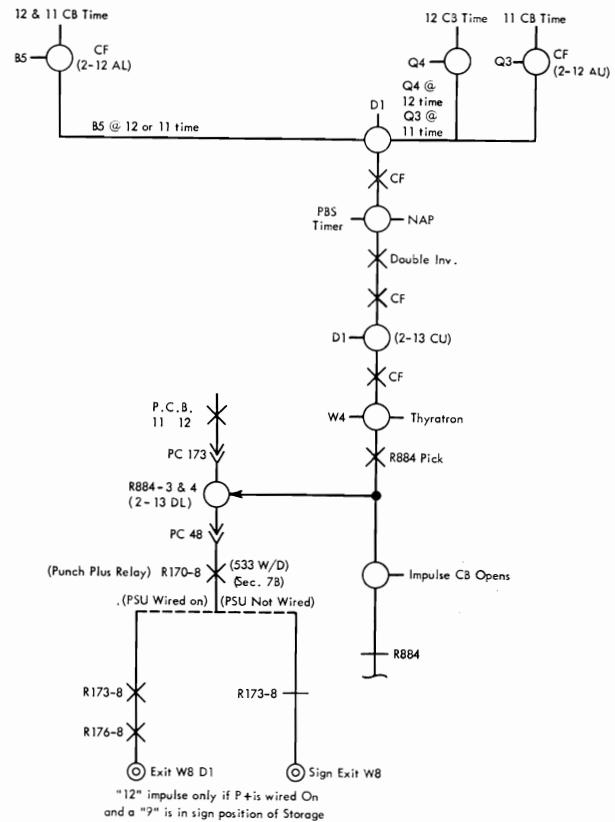 12 & 11 CB Time
12 C3 Time
11 CB Time
B5
CF
(2-12 AL)
Q4
Q3
CF
(2-12 AU)
Q4 @
12 time
Q3 @
11 time
D1
B5 @ 12 or 11 time
CF
PBS
Timer
NAP
Double Inv.
CF
D1
(2-13 CU)
CF
P.C.B.
11 12
W4
Thyratron
PC 173
R884 Pick
R884-3 & 4
(2-13 DL)
PC 48
(Punch Plus Relay) R170-8
(533 W/D)
(Sec. 7B)
Impulse CB Opens
.(PSU Wired on)
(PSU Not Wired)
R884
R173-8
R173-8
R176-8
Exit W8 D1
Sign Exit W8
"12" impulse only if P+is wired On
and a "9" is in sign position of Storage